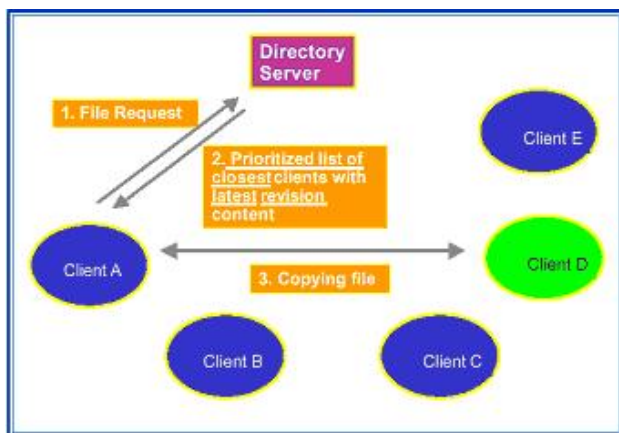 Directory
Server
1. File Request
Client E
2. Prioritized list of
closest clients with
latest revision
content
Client A
Client D
3. Copying file
Client B
Client C